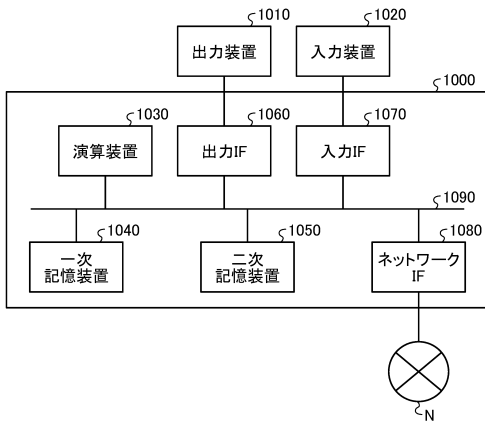 1010
出力装置
1020
入力装置
1000
1030
演算装置
1060
出力IF
1070
入力IF
1090
1040
一次
記憶装置
1050
二次
記憶装置
1080
ネットワーク
IF
N